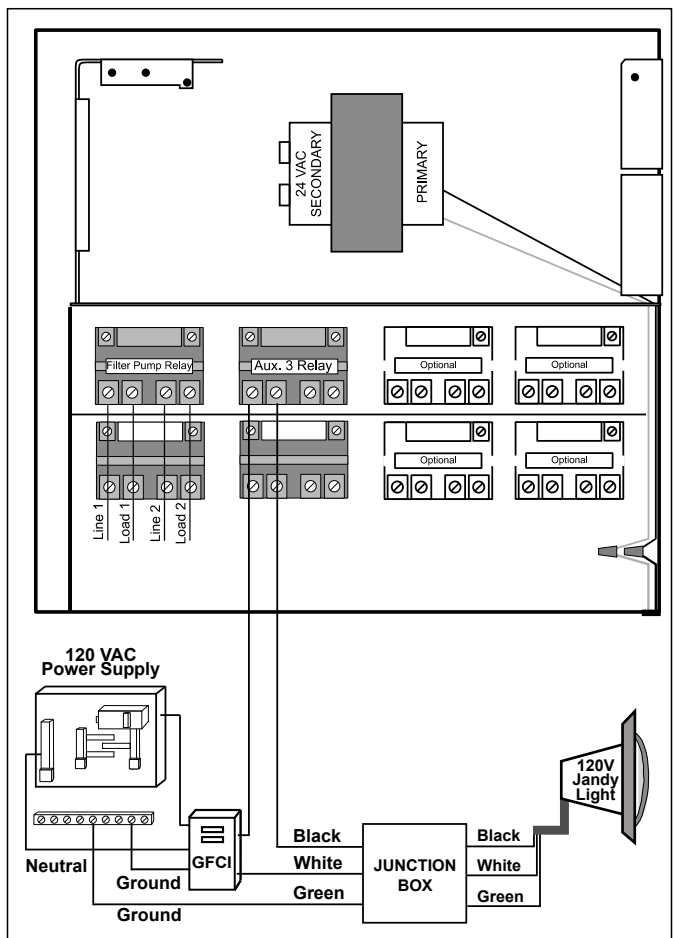 24 VAC
SECONDARY
PRIMARY
Filter Pump Relay
Aux. 3 Relay
Optional
Optional
Optional
Optional
Line 1
Load 1
Line 2
Load 2
120 VAC
Power Supply
120V
Jandy
Light
GFCI
Neutral
Ground
Ground
Black
White
Green
JUNCTION
BOX
Black
White
Green